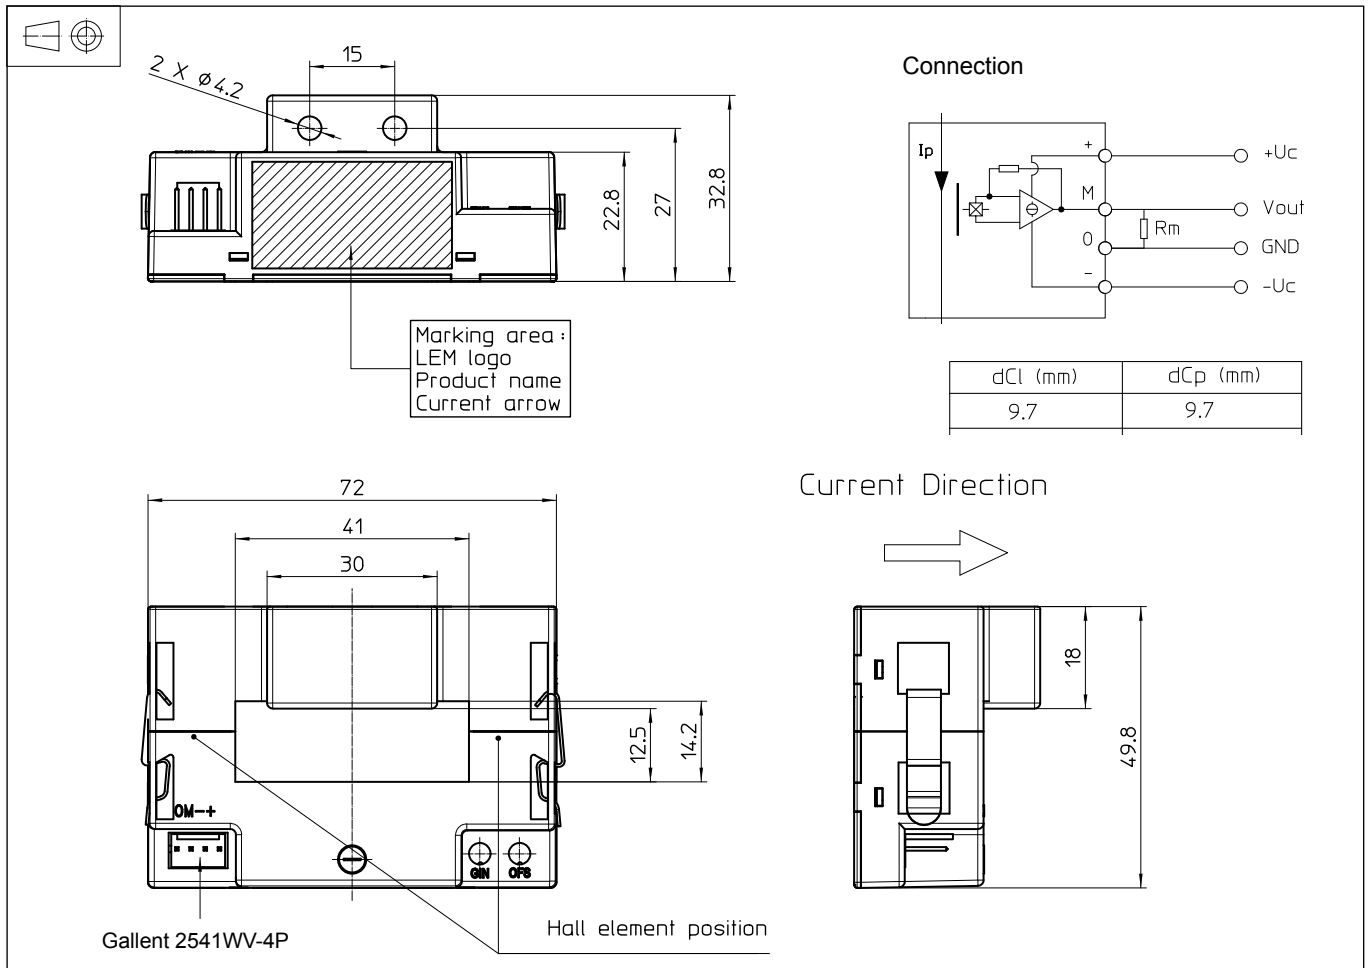 2 X ⌀4.2
15
22.8
27
32.8
Marking area :
LEM logo
Product name
Current arrow
Connection
Ip
+
M
0
-
+Uc
Vout
Rm
GND
-Uc
dCl (mm) dCp (mm)
9.7 9.7
Current Direction
72
41
30
12.5
14.2
18
49.8
OM-+
GIN
OFS
Gallent 2541WV-4P
Hall element position